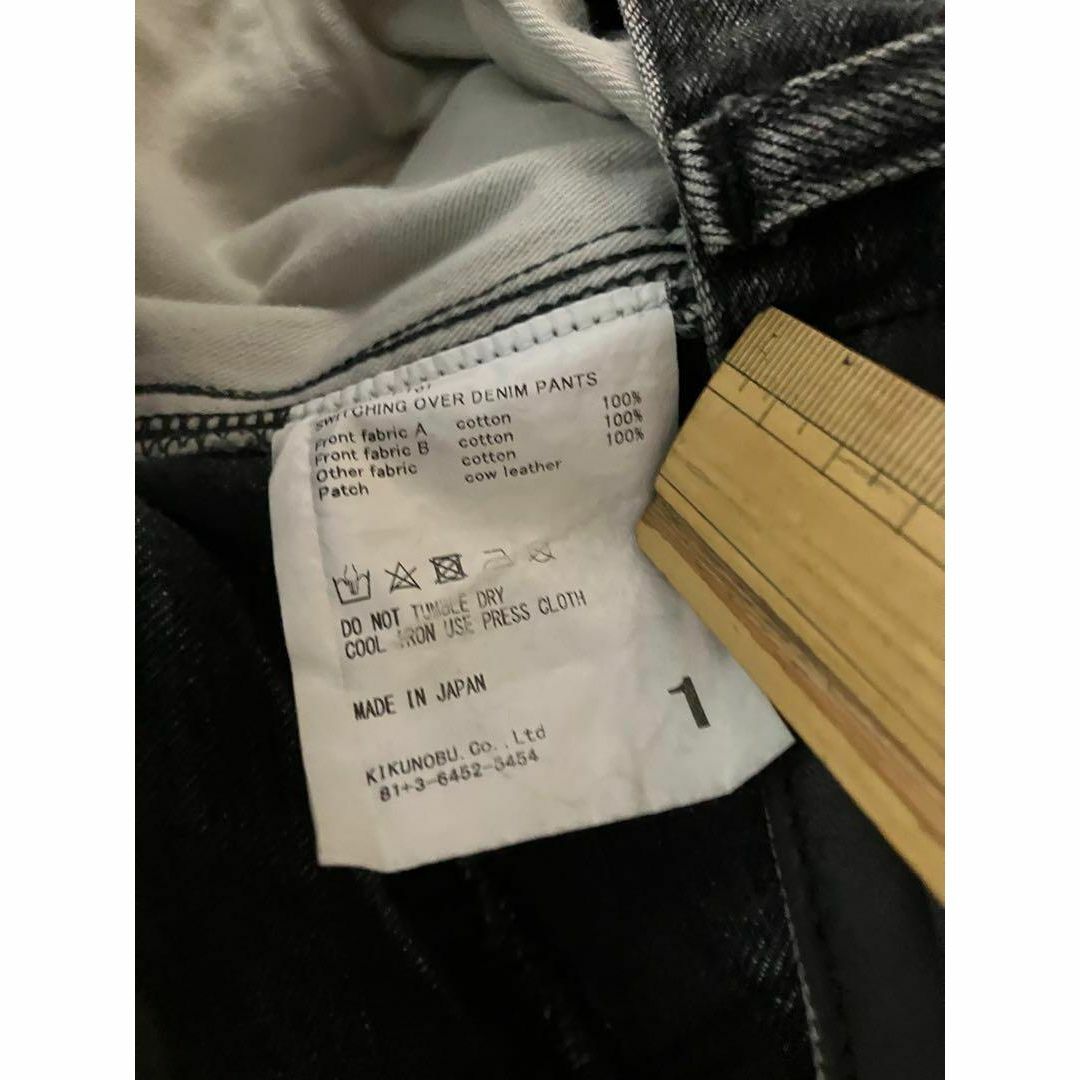 SWITCHING OVER DENIM PANTS
Front fabric A cotton 100%
Front fabric B cotton 100%
Other fabric cotton 100%
Patch cow leather
DO NOT TUMBLE DRY
COOL IRON USE PRESS CLOTH
MADE IN JAPAN
1
KIKUNOBU. Co., Ltd
81+3-6452-5454